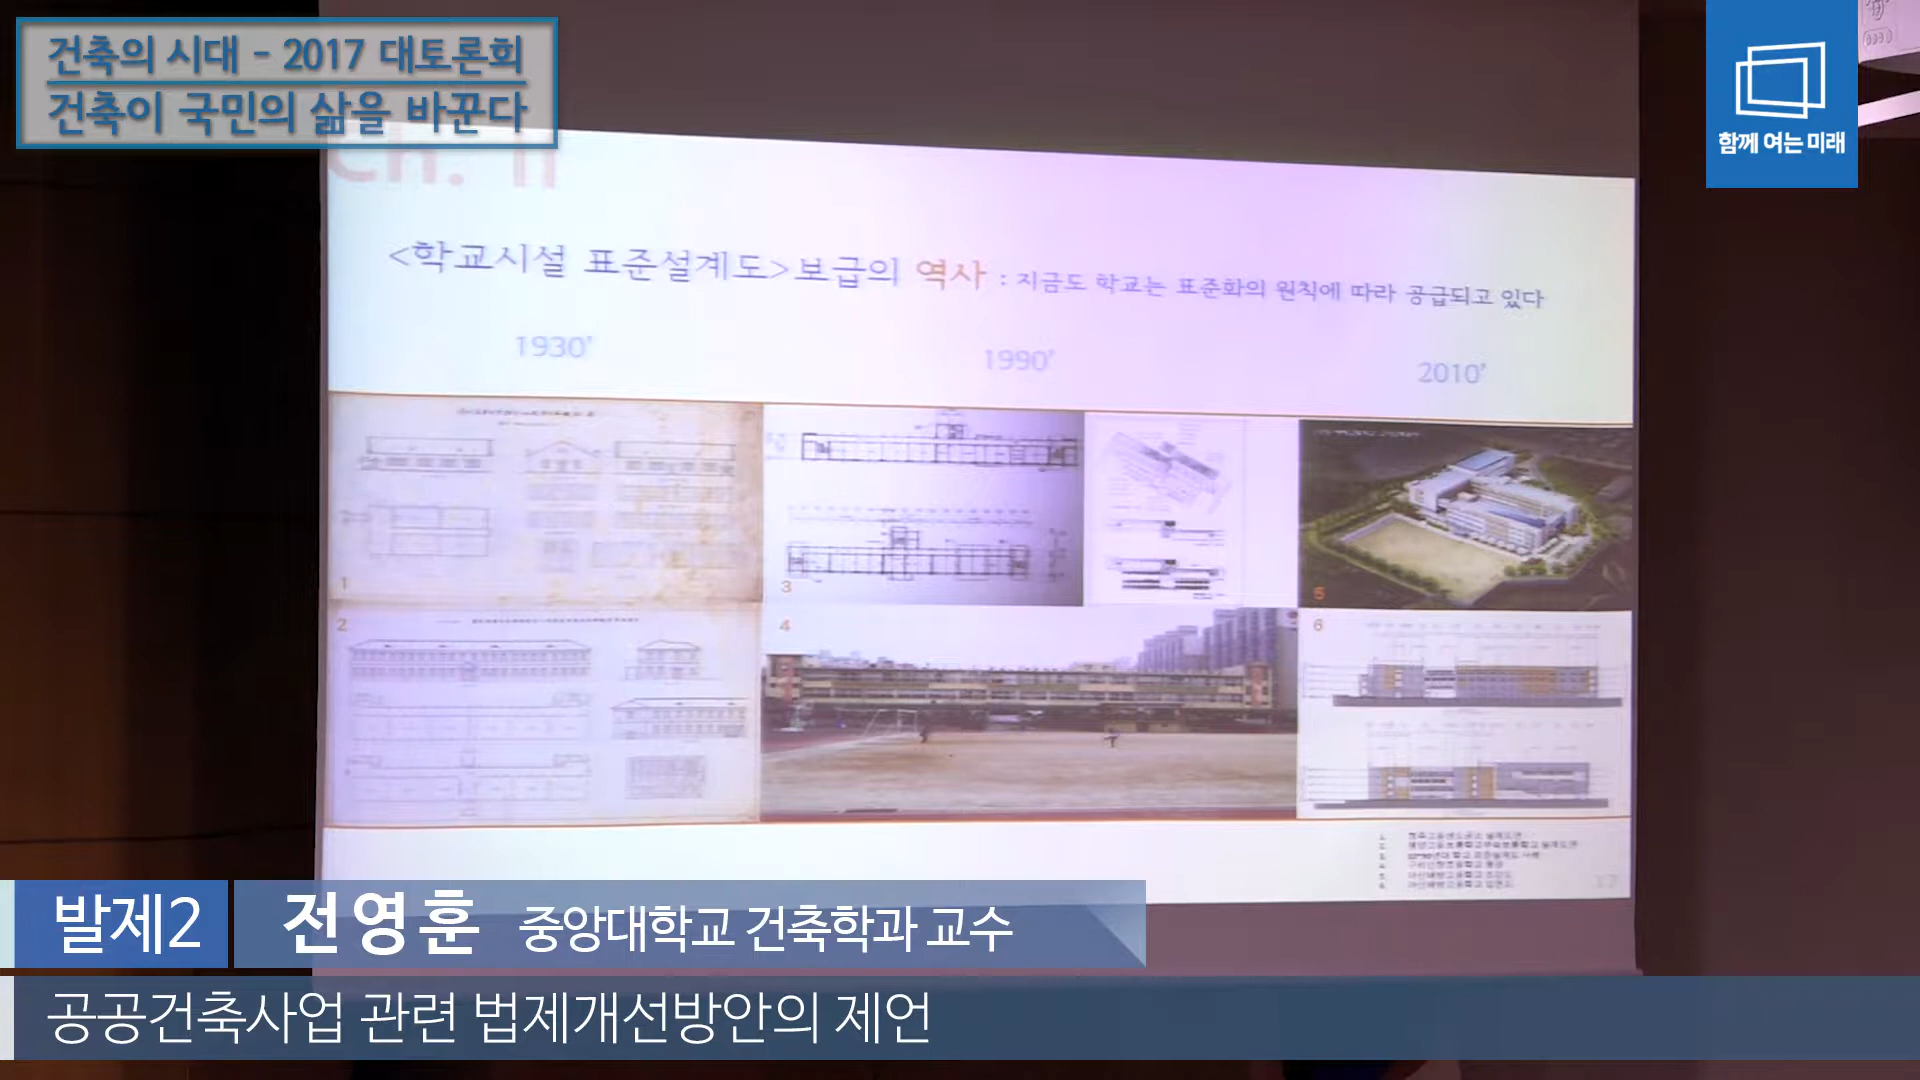 건축의 시대 - 2017 대토론회
건축이 국민의 삶을 바꾼다
함께 여는 미래
Ch. II
<학교시설 표준설계도>보급의 역사 : 지금도 학교는 표준화의 원칙에 따라 공급되고 있다
1930'
1990'
2010'
1
2
3
4
5
6
발제2
전영훈 중앙대학교 건축학과 교수
공공건축사업 관련 법제개선방안의 제언